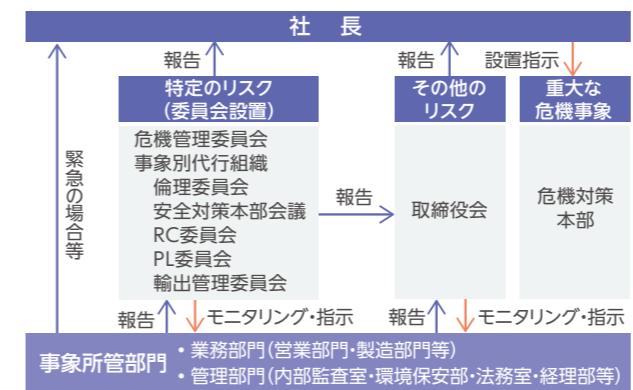 社 長
報告
報告
設置指示
特定のリスク
(委員会設置)
その他の
リスク
重大な
危機事象
危機管理委員会
事象別代行組織
倫理委員会
安全対策本部会議
RC委員会
PL委員会
輸出管理委員会
緊急の場合等
報告
取締役会
危機対策
本部
報告
モニタリング・指示
報告
モニタリング・指示
事象所管部門
・業務部門(営業部門・製造部門等)
・管理部門(内部監査室・環境保安部・法務室・経理部等)